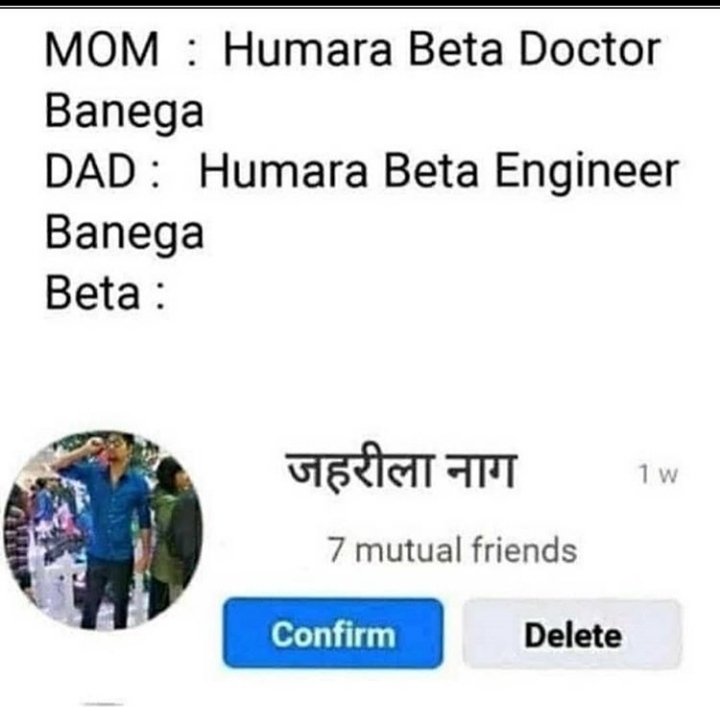 MOM : Humara Beta Doctor
Banega
DAD : Humara Beta Engineer
Banega
Beta :
जहरीला नाग 1 w
7 mutual friends
Confirm Delete